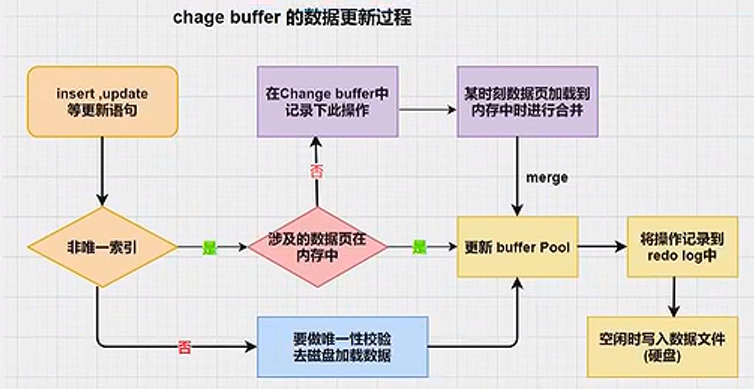 chage buffer 的数据更新过程
insert ,update
等更新语句
在Change buffer中
记录下此操作
某时刻数据页加载到
内存中时进行合并
否
merge
非唯一索引
是
涉及的数据页在
内存中
是
更新 buffer Pool
将操作记录到
redo log中
否
要做唯一性校验
去磁盘加载数据
空闲时写入数据文件
(硬盘)